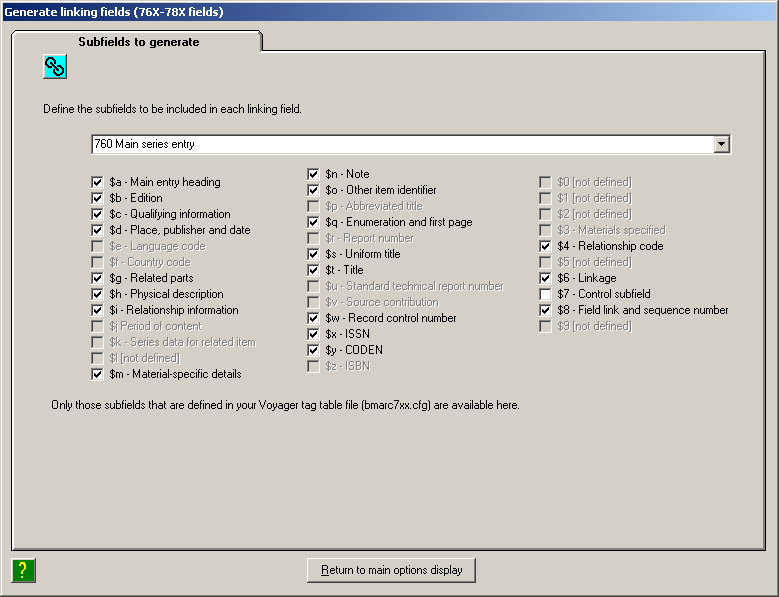 Generate linking fields (76X-78X fields)
Subfields to generate
Define the subfields to be included in each linking field.
760 Main series entry
$a - Main entry heading
$b - Edition
$c - Qualifying information
$d - Place, publisher and date
$e - Language code
$f - Country code
$g - Related parts
$h - Physical description
$i - Relationship information
$j Period of content
$k - Series data for related item
$l [not defined]
$m - Material-specific details
$n - Note
$o - Other item identifier
$p - Abbreviated title
$q - Enumeration and first page
$r - Report number
$s - Uniform title
$t - Title
$u - Standard technical report number
$v - Source contribution
$w - Record control number
$x - ISSN
$y - CODEN
$z - ISBN
$0 [not defined]
$1 [not defined]
$2 [not defined]
$3 - Materials specified
$4 - Relationship code
$5 [not defined]
$6 - Linkage
$7 - Control subfield
$8 - Field link and sequence number
$9 [not defined]
Only those subfields that are defined in your Voyager tag table file (bmarc7xx.cfg) are available here.
?
Return to main options display